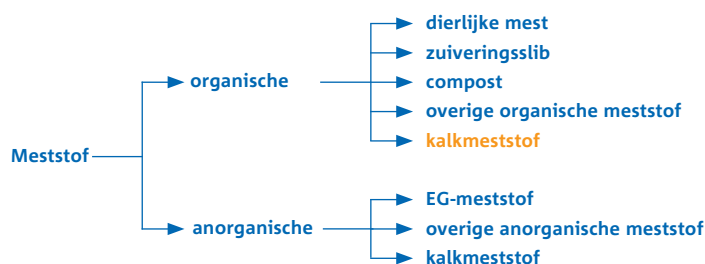 Meststof
organische
dierlijke mest
zuiveringsslib
compost
overige organische meststof
kalkmeststof
anorganische
EG-meststof
overige anorganische meststof
kalkmeststof